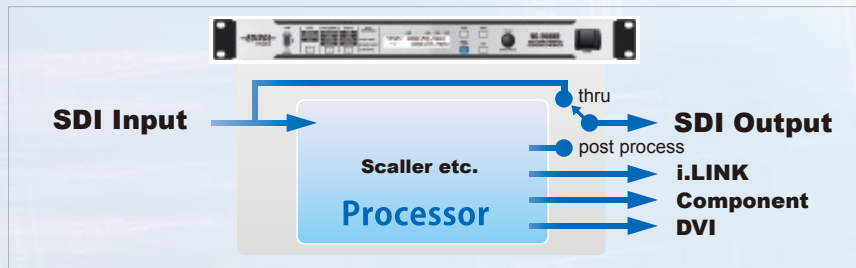 thru
SDI Input
SDI Output
post process
Scaller etc.
i.LINK
Processor
Component
DVI